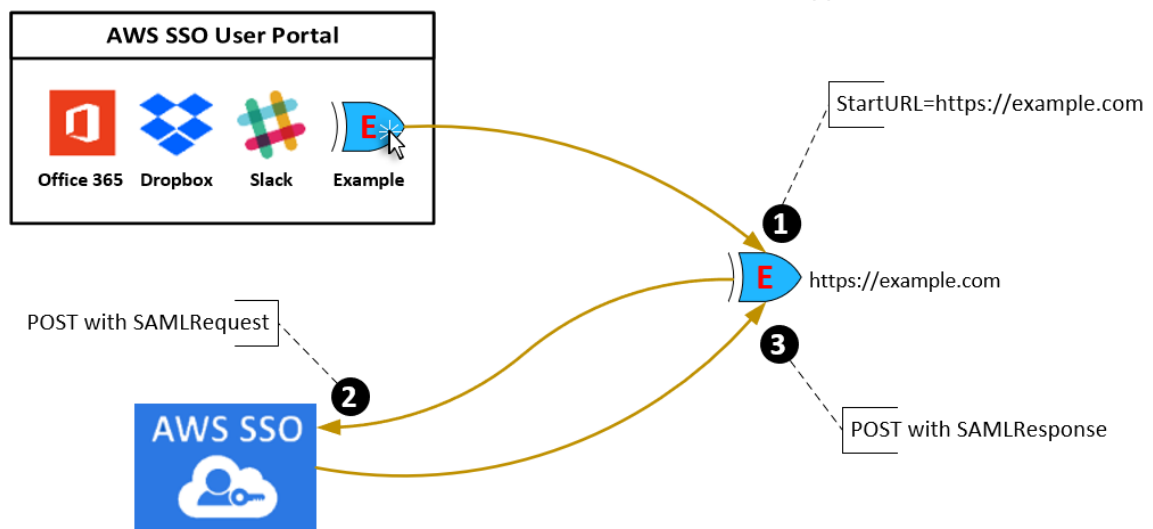 AWS SSO User Portal
Office 365 Dropbox Slack Example
E
StartURL=https://example.com
1
E
https://example.com
POST with SAMLRequest
2
3
AWS SSO
POST with SAMLResponse